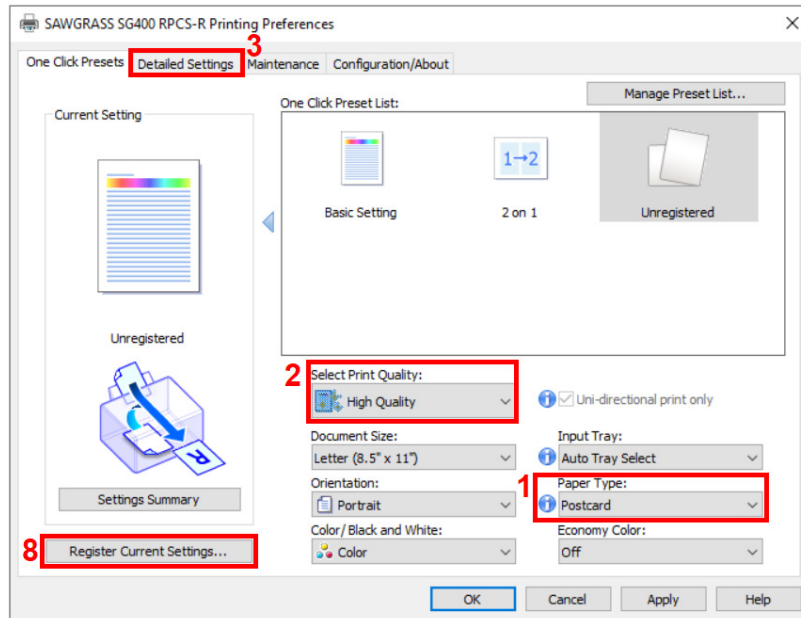 SAWGRASS SG400 RPCS-R Printing Preferences
3
One Click Presets Detailed Settings Maintenance Configuration/About
Manage Preset List...
Current Setting
One Click Preset List:
1→2
Basic Setting 2 on 1 Unregistered
Unregistered
2 Select Print Quality:
High Quality Uni-directional print only
Document Size: Input Tray:
Letter (8.5" x 11") Auto Tray Select
Orientation: 1 Paper Type:
Portrait Postcard
Settings Summary
Color/Black and White: Economy Color:
Color Off
8 Register Current Settings...
R
R
OK Cancel Apply Help